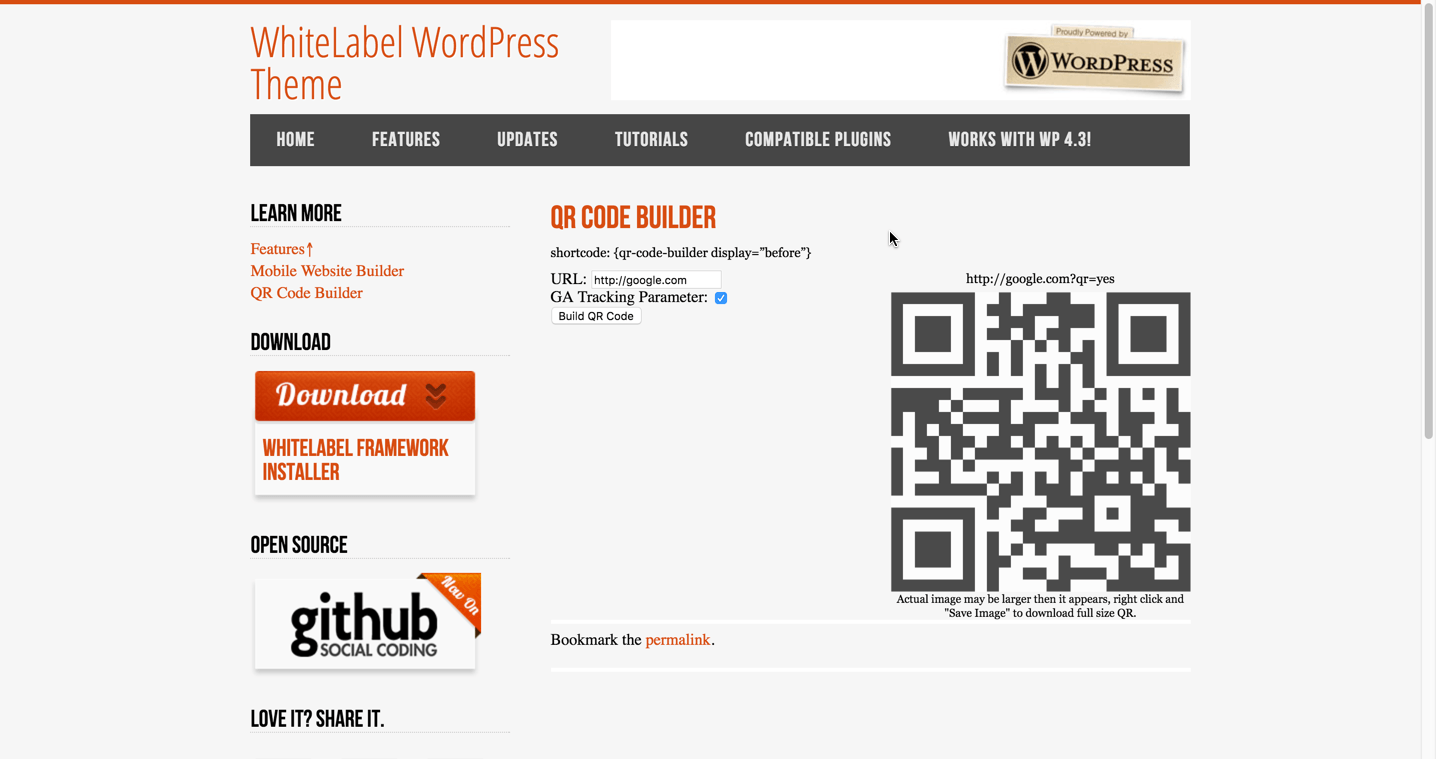 WhiteLabel WordPress
Theme
Proudly Powered by
WORDPRESS
HOME FEATURES UPDATES TUTORIALS COMPATIBLE PLUGINS WORKS WITH WP 4.3!
LEARN MORE
Features↑
Mobile Website Builder
QR Code Builder
DOWNLOAD
Download
WHITELABEL FRAMEWORK
INSTALLER
OPEN SOURCE
Now On
github
SOCIAL CODING
LOVE IT? SHARE IT.
QR CODE BUILDER
shortcode: {qr-code-builder display=”before”}
URL: http://google.com
GA Tracking Parameter:
Build QR Code
http://google.com?qr=yes
Actual image may be larger then it appears, right click and
"Save Image" to download full size QR.
Bookmark the permalink.